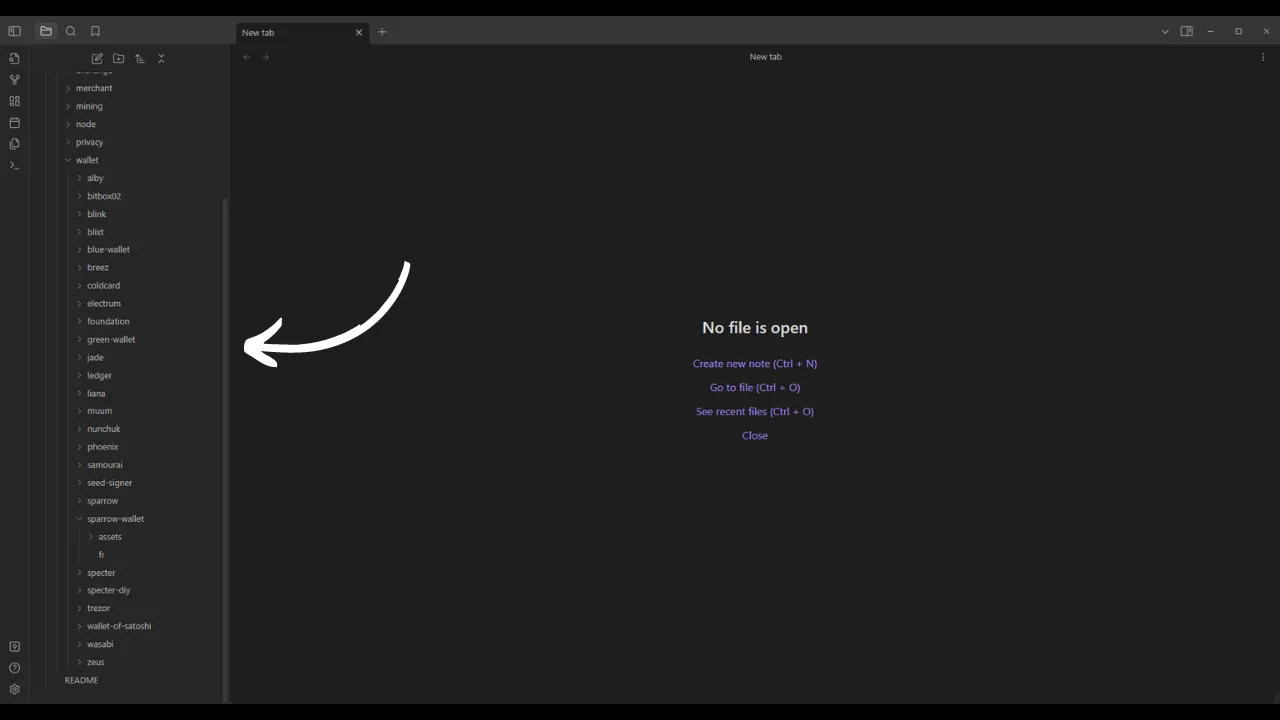 New tab
New tab
merchant
mining
node
privacy
wallet
alby
bitbox02
blink
blixt
blue-wallet
breez
coldcard
electrum
foundation
green-wallet
jade
ledger
liana
muum
nunchuk
phoenix
samourai
seed-signer
sparrow
sparrow-wallet
assets
fr
specter
specter-diy
trezor
wallet-of-satoshi
wasabi
zeus
README
No file is open
Create new note (Ctrl + N)
Go to file (Ctrl + O)
See recent files (Ctrl + O)
Close